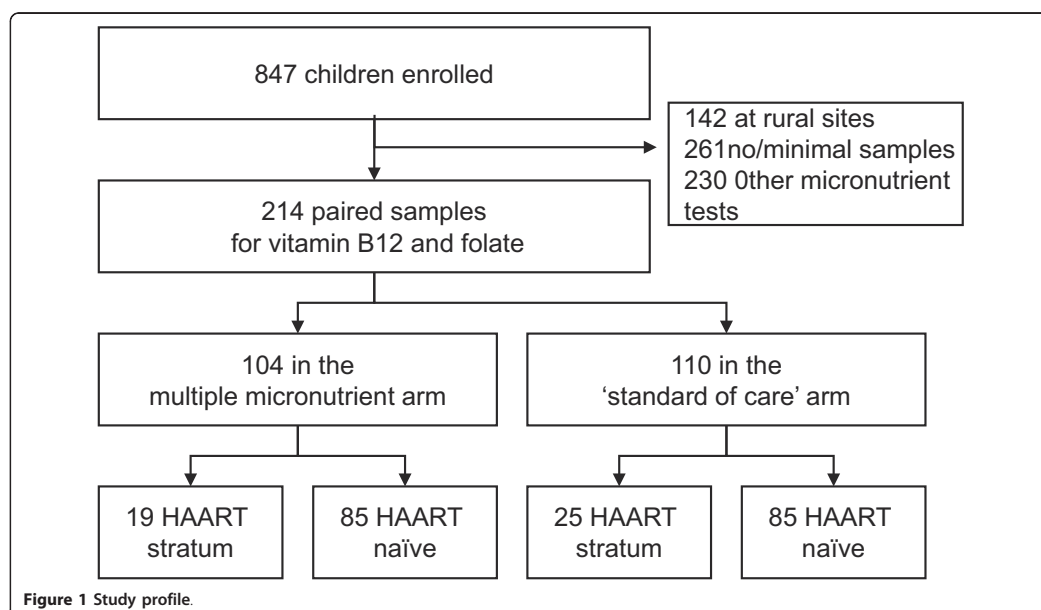 847 children enrolled
142 at rural sites
261no/minimal samples
230 0ther micronutrient
tests
214 paired samples
for vitamin B12 and folate
104 in the
multiple micronutrient arm
110 in the
‘standard of care’ arm
19 HAART
stratum
85 HAART
naïve
25 HAART
stratum
85 HAART
naïve
Figure 1 Study profile.